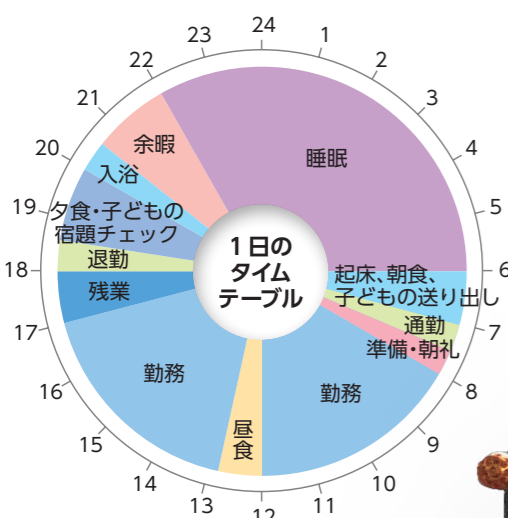 24
1
2
3
4
5
6
7
8
9
10
11
12
13
14
15
16
17
18
19
20
21
22
23
1日の
タイム
テーブル
睡眠
起床、朝食、
子どもの送り出し
通勤
準備・朝礼
勤務
昼食
勤務
残業
退勤
夕食・子どもの
宿題チェック
入浴
余暇